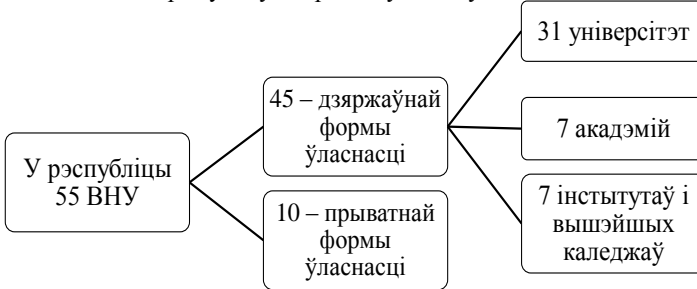 У рэспубліцы
55 ВНУ
45 – дзяржаўнай
формы
ўласнасці
10 – прыватнай
формы
ўласнасці
31 універсітэт
7 акадэмій
7 інстытутаў і
вышэйшых
каледжаў